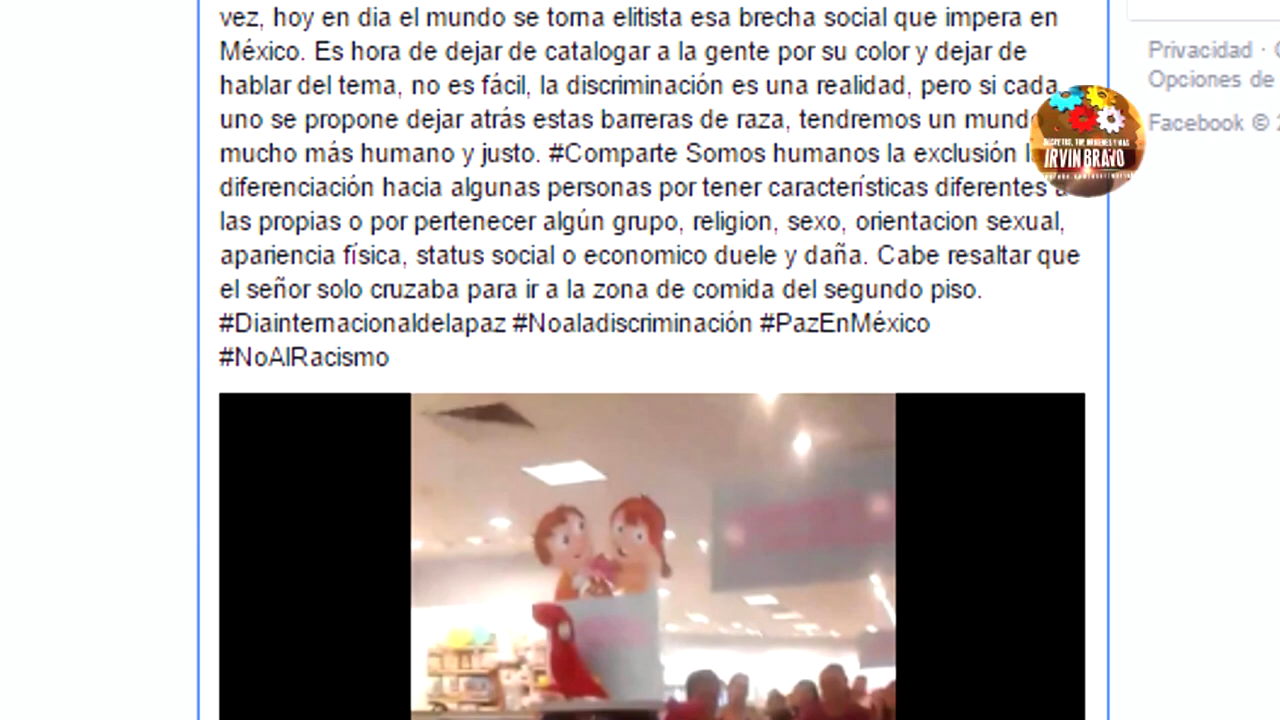 vez, hoy en dia el mundo se torna elitista esa brecha social que impera en
México. Es hora de dejar de catalogar a la gente por su color y dejar de
hablar del tema, no es fácil, la discriminación es una realidad, pero si cada
uno se propone dejar atrás estas barreras de raza, tendremos un mundo
mucho más humano y justo. #Comparte Somos humanos la exclusión
diferenciación hacia algunas personas por tener características diferentes a
las propias o por pertenecer algún grupo, religion, sexo, orientacion sexual,
apariencia física, status social o economico duele y daña. Cabe resaltar que
el señor solo cruzaba para ir a la zona de comida del segundo piso.
#Diainternacionaldelapaz #Noaladiscriminación #PazEnMéxico
#NoAlRacismo
Privacidad ·
Opciones de
Facebook ©
IRVIN BRAVO